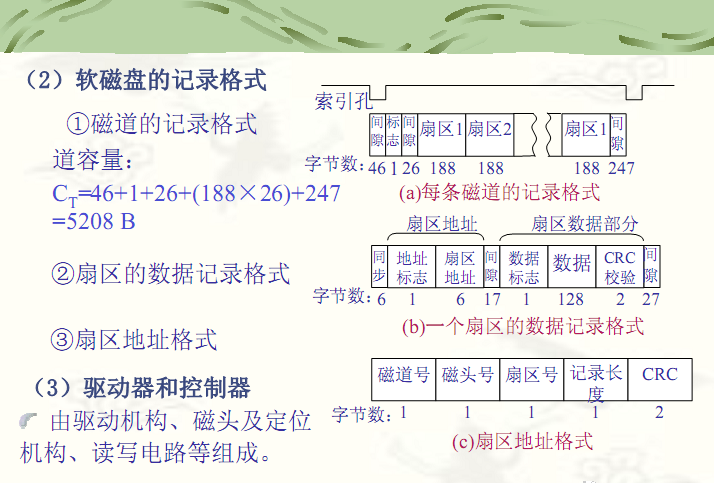 （2）软磁盘的记录格式
①磁道的记录格式
道容量：
CT=46+1+26+(188×26)+247
=5208 B
②扇区的数据记录格式
③扇区地址格式
（3）驱动器和控制器
由驱动机构、磁头及定位
机构、读写电路等组成。
索引孔
间隙 标志 间隙 扇区1 扇区2 扇区1 间隙
字节数: 46 1 26 188 188 188 247
(a)每条磁道的记录格式
扇区地址 扇区数据部分
同步 地址标志 扇区地址 间隙 数据标志 数据 CRC校验 间隙
字节数: 6 1 6 17 1 128 2 27
(b)一个扇区的数据记录格式
磁道号 磁头号 扇区号 记录长度 CRC
字节数: 1 1 1 1 2
(c)扇区地址格式